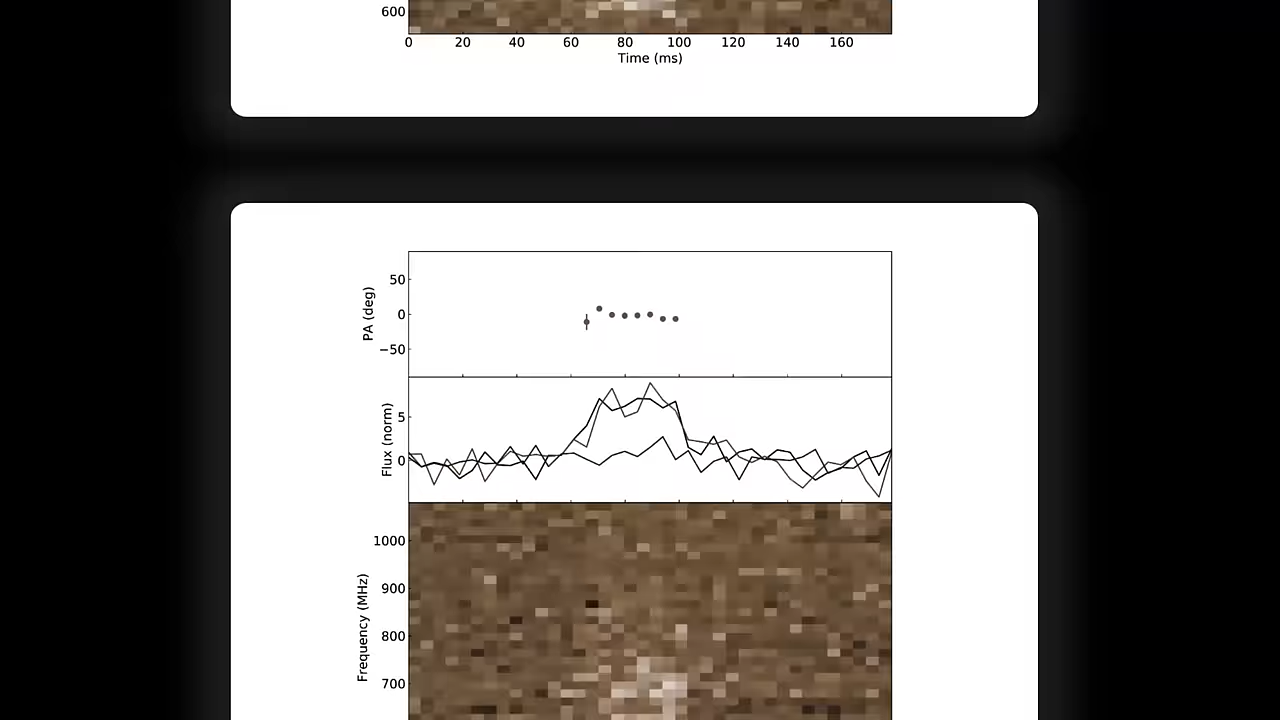 600
0 20 40 60 80 100 120 140 160
Time (ms)
50
0
−50
PA (deg)
5
0
Flux (norm)
1000
900
800
700
Frequency (MHz)